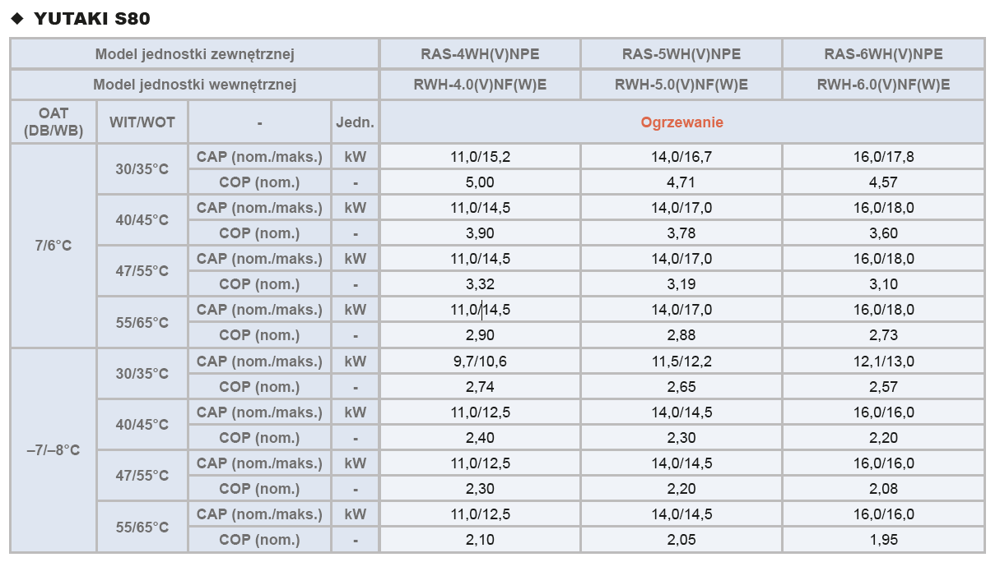 ◆ YUTAKI S80
Model jednostki zewnętrznej RAS-4WH(V)NPE RAS-5WH(V)NPE RAS-6WH(V)NPE
Model jednostki wewnętrznej RWH-4.0(V)NF(W)E RWH-5.0(V)NF(W)E RWH-6.0(V)NF(W)E
OAT
(DB/WB) WIT/WOT - Jedn. Ogrzewanie
7/6°C
30/35°C
CAP (nom./maks.) kW 11,0/15,2 14,0/16,7 16,0/17,8
COP (nom.) - 5,00 4,71 4,57
40/45°C
CAP (nom./maks.) kW 11,0/14,5 14,0/17,0 16,0/18,0
COP (nom.) - 3,90 3,78 3,60
47/55°C
CAP (nom./maks.) kW 11,0/14,5 14,0/17,0 16,0/18,0
COP (nom.) - 3,32 3,19 3,10
55/65°C
CAP (nom./maks.) kW 11,0/14,5 14,0/17,0 16,0/18,0
COP (nom.) - 2,90 2,88 2,73
–7/–8°C
30/35°C
CAP (nom./maks.) kW 9,7/10,6 11,5/12,2 12,1/13,0
COP (nom.) - 2,74 2,65 2,57
40/45°C
CAP (nom./maks.) kW 11,0/12,5 14,0/14,5 16,0/16,0
COP (nom.) - 2,40 2,30 2,20
47/55°C
CAP (nom./maks.) kW 11,0/12,5 14,0/14,5 16,0/16,0
COP (nom.) - 2,30 2,20 2,08
55/65°C
CAP (nom./maks.) kW 11,0/12,5 14,0/14,5 16,0/16,0
COP (nom.) - 2,10 2,05 1,95